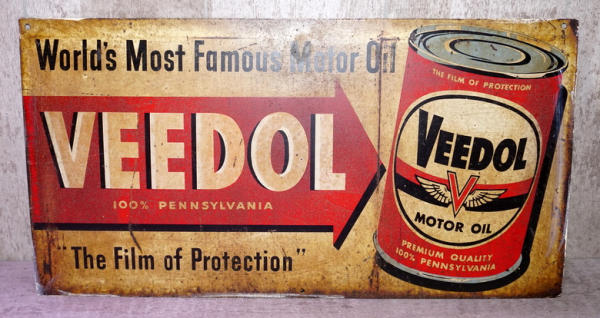 World's Most Famous Motor Oil
VEEDOL
100% PENNSYLVANIA
"The Film of Protection"
THE FILM OF PROTECTION
VEEDOL
V
MOTOR OIL
PREMIUM QUALITY
100% PENNSYLVANIA